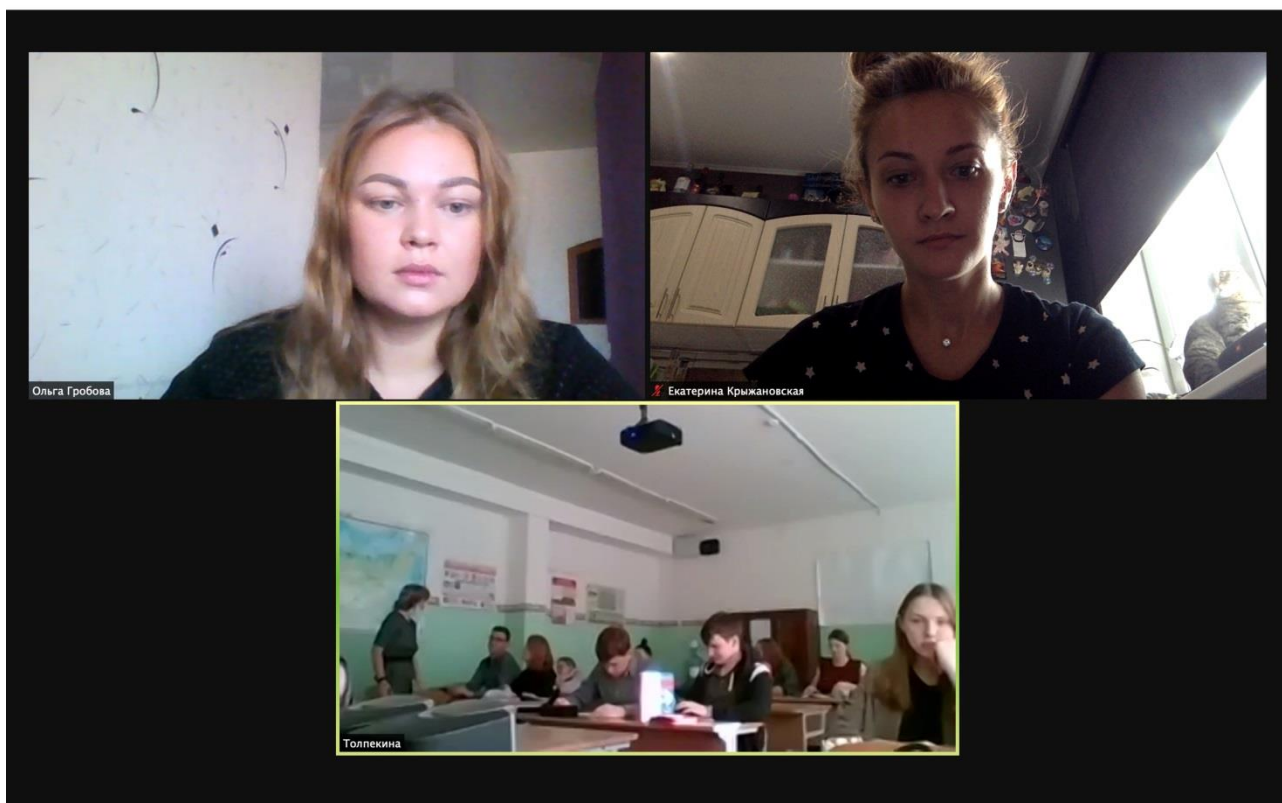 Ольга Гробова
Екатерина Крыжановская
Толпекина